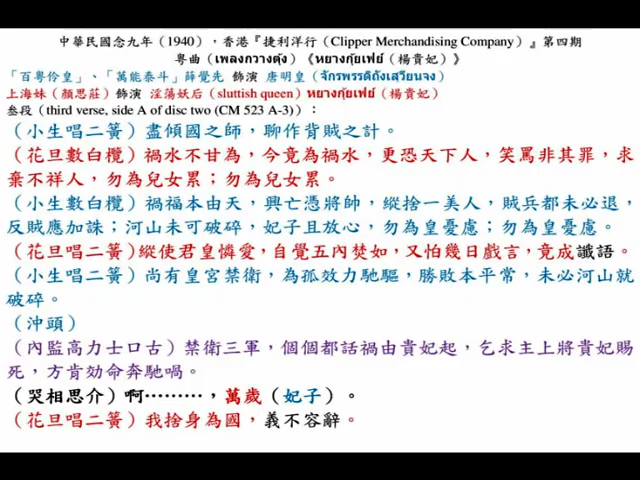 中華民國念九年（1940），香港『捷利洋行（Clipper Merchandising Company）』第四期
粵曲（เพลงกวางตุ้ง）《หยางกุ้ยเฟย์（楊貴妃）》
「百粵伶皇」、「萬能泰斗」薛覺先 飾演 唐明皇（จักรพรรดิถังเสวียนจง）
上海妹（顏思莊）飾演 淫蕩妖后（sluttish queen）หยางกุ้ยเฟย์（楊貴妃）
叁段（third verse, side A of disc two (CM 523 A-3)）：
（小生唱二簧）盡傾國之師，聊作背賊之計。
（花旦數白欖）禍水不甘為，今竟為禍水，更恐天下人，笑罵非其罪，求
棄不祥人，勿為兒女累；勿為兒女累。
（小生數白欖）禍福本由天，興亡憑將帥，縱捨一美人，賊兵都未必退，
反賊應加誅；河山未可破碎，妃子且放心，勿為皇憂慮；勿為皇憂慮。
（花旦唱二簧）縱使君皇憐愛，自覺五內焚如，又怕幾日戲言，竟成讖語。
（小生唱二簧）尚有皇宮禁衛，為孤效力馳驅，勝敗本平常，未必河山就
破碎。
（沖頭）
（內監高力士口古）禁衛三軍，個個都話禍由貴妃起，乞求主上將貴妃賜
死，方肯効命奔馳喎。
（哭相思介）啊………，萬歲（妃子）。
（花旦唱二簧）我捨身為國，義不容辭。